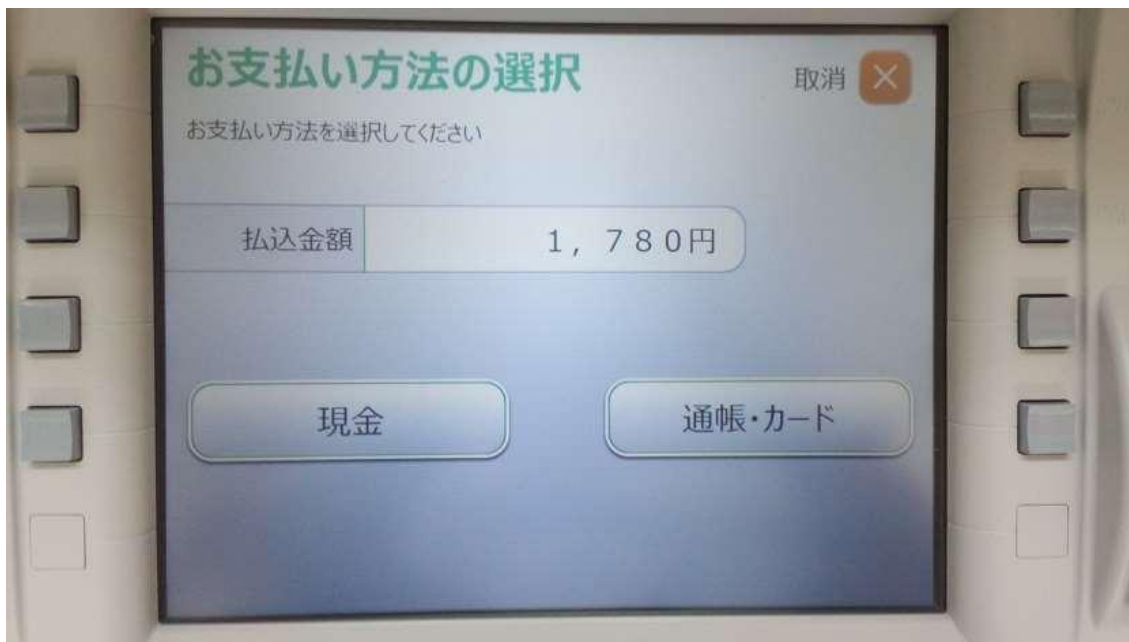 お支払い方法の選択
取消
お支払い方法を選択してください
払込金額 1,780円
現金 通帳・カード